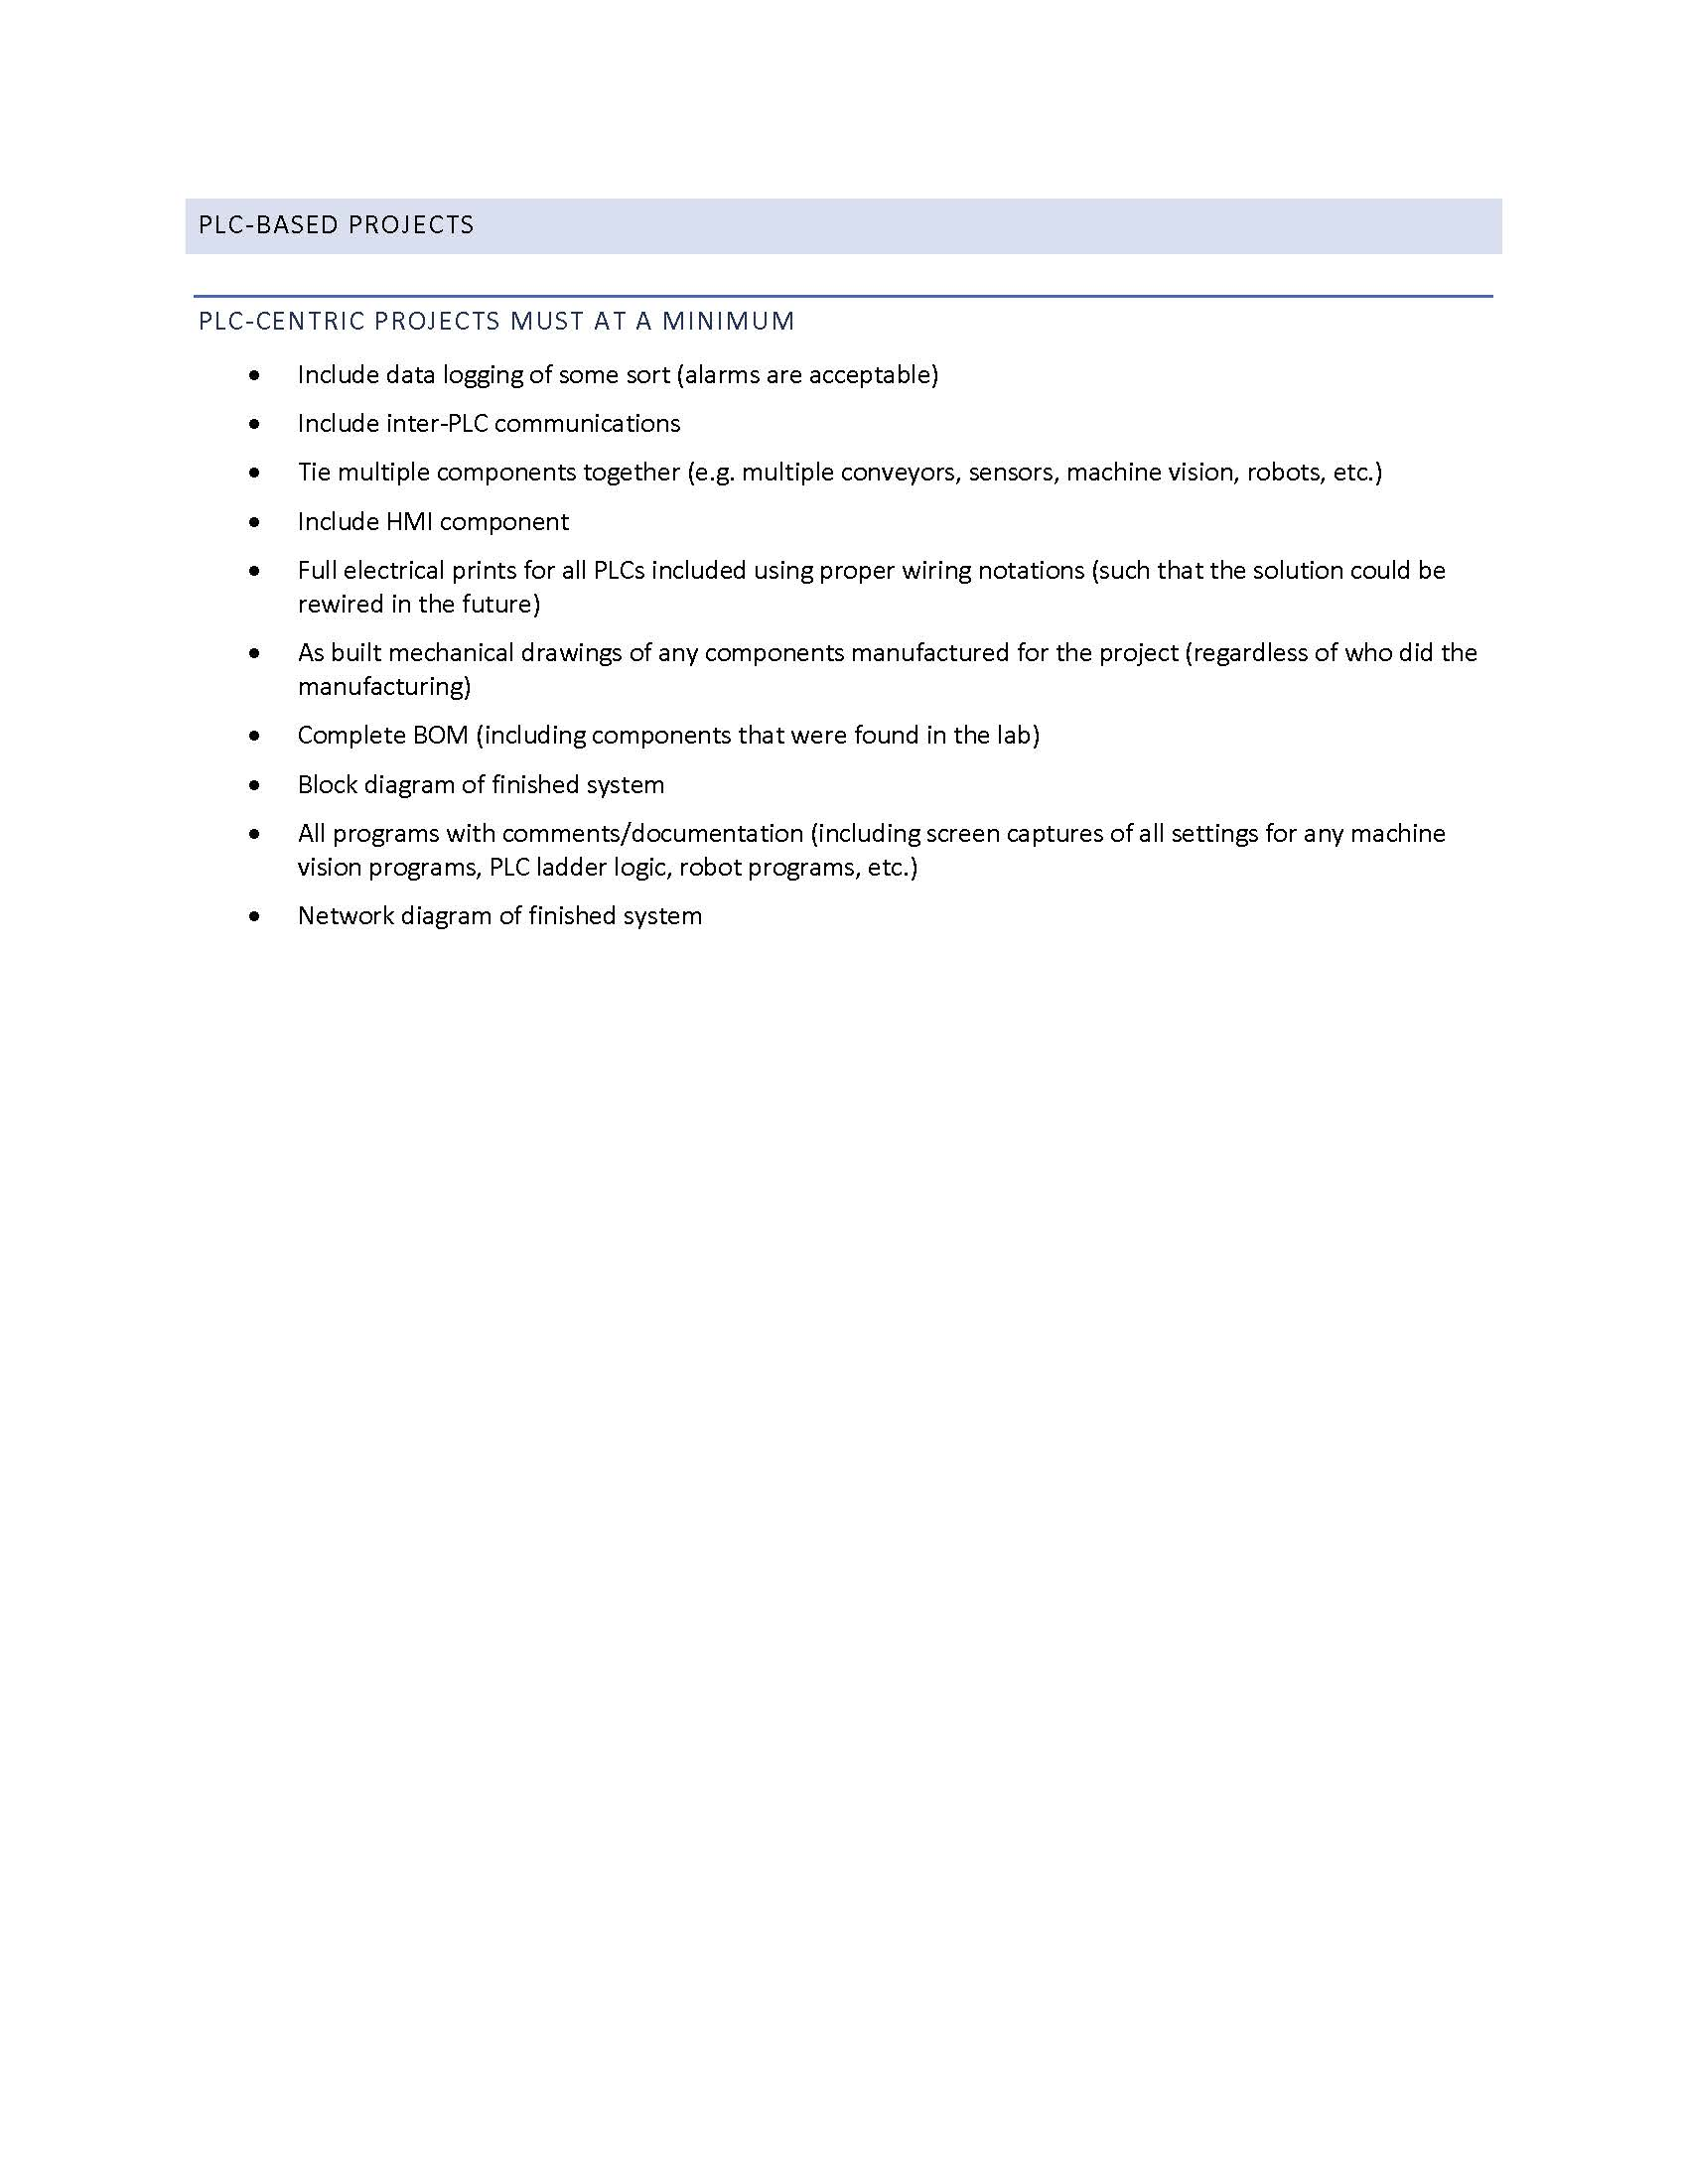 PLC-BASED PROJECTS
PLC-CENTRIC PROJECTS MUST AT A MINIMUM
• Include data logging of some sort (alarms are acceptable)
• Include inter-PLC communications
• Tie multiple components together (e.g. multiple conveyors, sensors, machine vision, robots, etc.)
• Include HMI component
• Full electrical prints for all PLCs included using proper wiring notations (such that the solution could be
rewired in the future)
• As built mechanical drawings of any components manufactured for the project (regardless of who did the
manufacturing)
• Complete BOM (including components that were found in the lab)
• Block diagram of finished system
• All programs with comments/documentation (including screen captures of all settings for any machine
vision programs, PLC ladder logic, robot programs, etc.)
• Network diagram of finished system